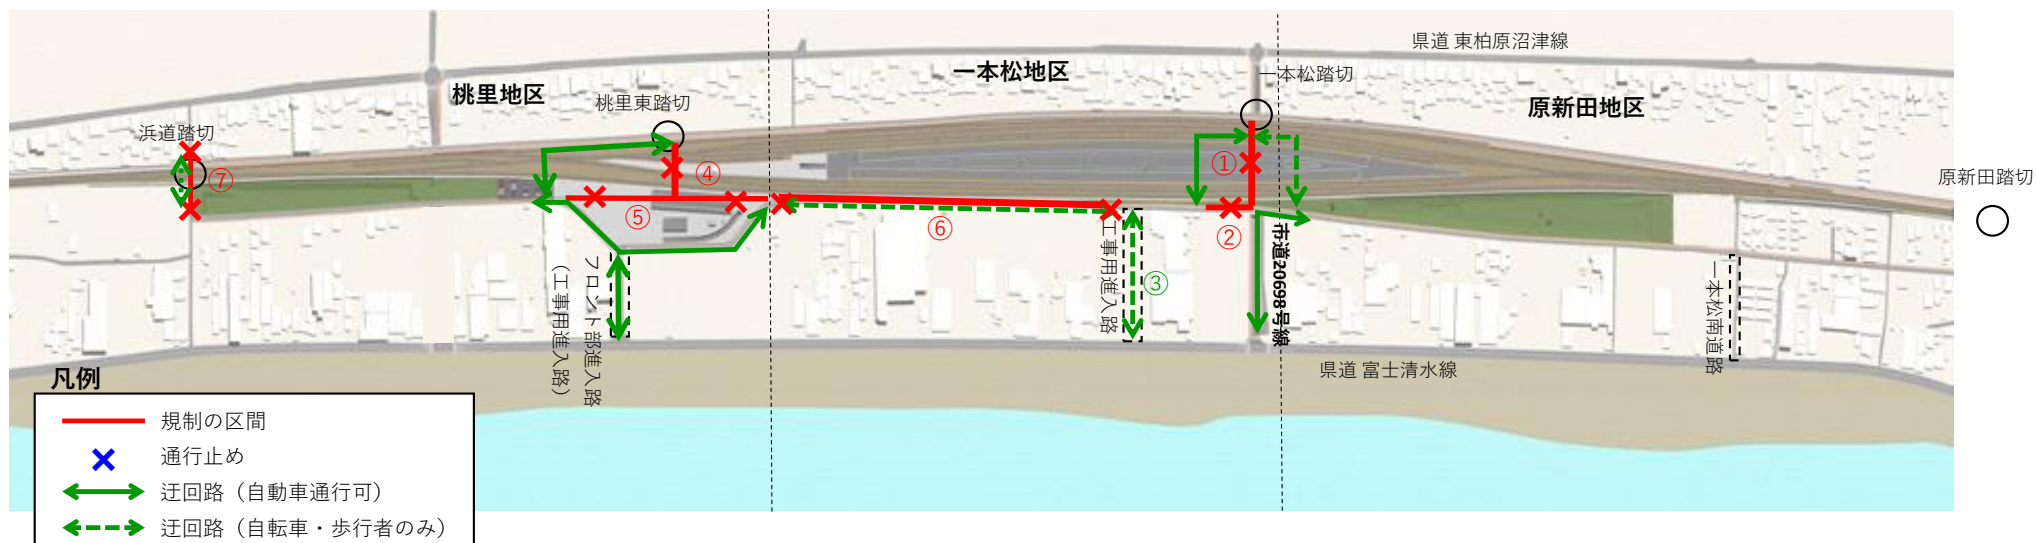 県道 東柏原沼津線
一本松地区
一本松踏切
桃里地区
桃里東踏切
原新田地区
浜道踏切
原新田踏切
①
④
⑦
⑤
⑥
②
③
市道20698号線
工事用進入路
フロント部進入路
(工事用進入路)
一本松南道路
県道 富士清水線
凡例
規制の区間
通行止め
迂回路（自動車通行可）
迂回路（自転車・歩行者のみ）